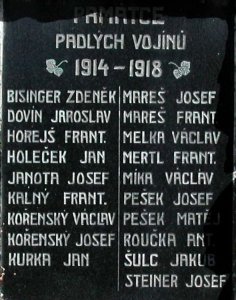 PAMÁTCE
PADLÝCH VOJÍNŮ
1914-1918
BISINGER ZDENĚK
DOVÍN JAROSLAV
HOREJŠ FRANT.
HOLEČEK JAN
JANOTA JOSEF
KALNÝ FRANT.
KOŘENSKÝ VÁCLAV
KOŘENSKÝ JOSEF
KURKA JAN
MAREŠ JOSEF
MAREŠ FRANT
MELKA VÁCLAV
MERTL FRANT.
MÍKA VÁCLAV
PEŠEK JOSEF
PEŠEK MATĚJ
ROUČKA ANT.
ŠULC JAKUB
STEINER JOSEF